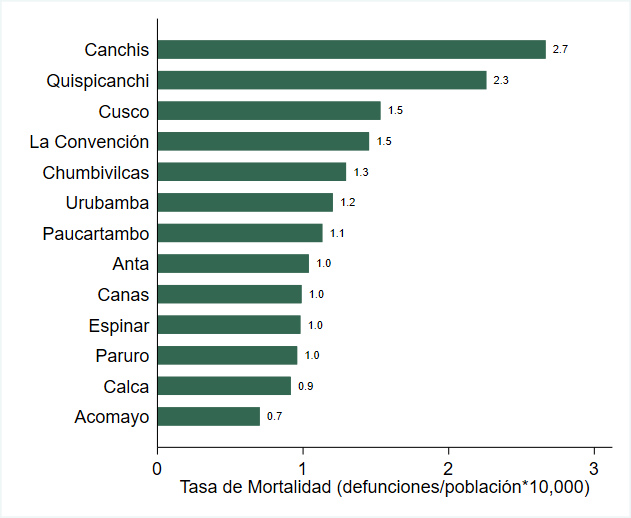 Canchis 2.7
Quispicanchi 2.3
Cusco 1.5
La Convención 1.5
Chumbivilcas 1.3
Urubamba 1.2
Paucartambo 1.1
Anta 1.0
Canas 1.0
Espinar 1.0
Paruro 1.0
Calca 0.9
Acomayo 0.7
0 1 2 3
Tasa de Mortalidad (defunciones/población*10,000)